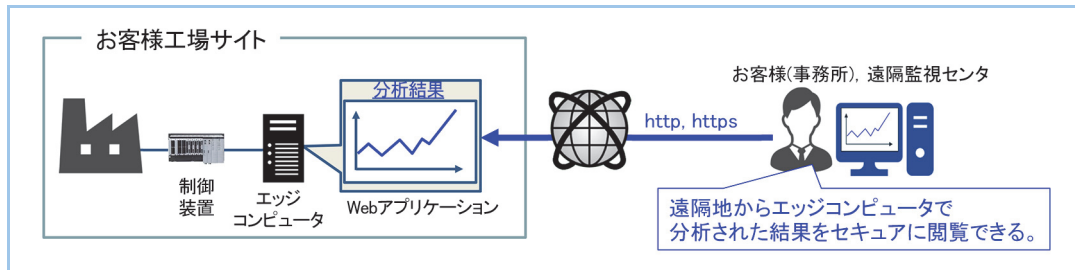 お客様工場サイト
分析結果
制御
装置
エッジ
コンピュータ
Webアプリケーション
http, https
お客様(事務所), 遠隔監視センタ
遠隔地からエッジコンピュータで
分析された結果をセキュアに閲覧できる。